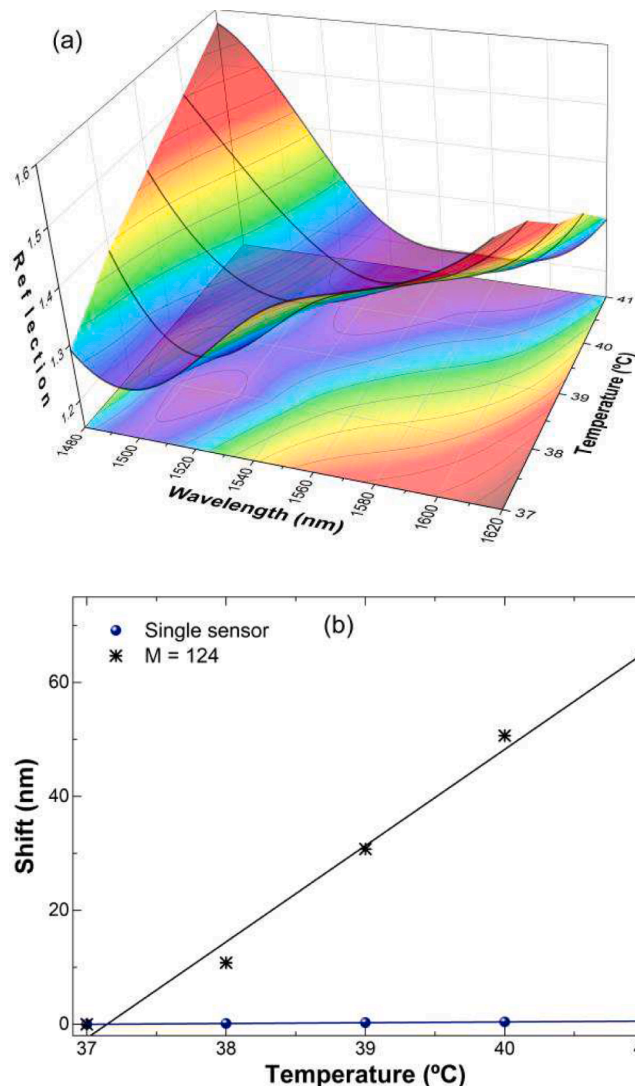 (a)
1.6
1.5
1.4
1.3
1.2
Reflection
1480
1500
1520
1540
1560
1580
1600
1620
Wavelength (nm)
41
40
39
38
37
Temperature (ºC)
(b)
Single sensor
M = 124
60
40
20
0
Shift (nm)
37
38
39
40
Temperature (ºC)